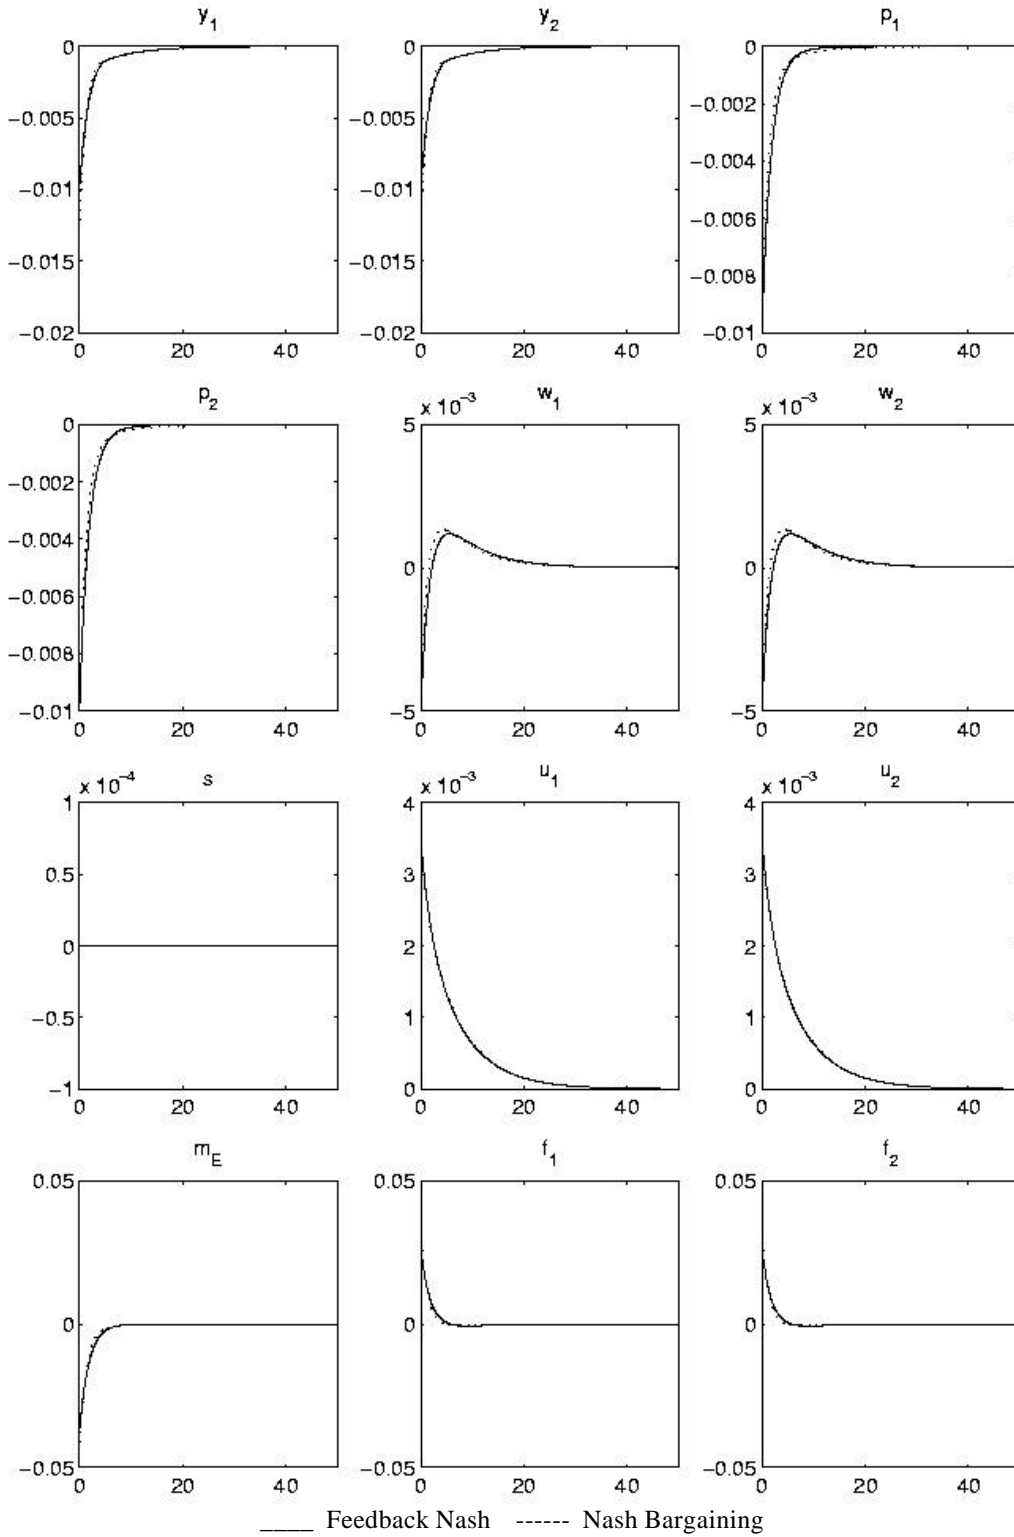 y1 y2 p1
0 0 0
−0.005 −0.005 −0.002
−0.004
−0.01 −0.01
−0.006
−0.015 −0.015 −0.008
−0.02 −0.02 −0.01
0 20 40 0 20 40 0 20 40
p2 x 10^-3 w1 x 10^-3 w2
0 5 5
−0.002
−0.004 0 0
−0.006
−0.008
−0.01 −5 −5
0 20 40 0 20 40 0 20 40
x 10^-4 s x 10^-3 u1 x 10^-3 u2
1 4 4
0.5 3 3
0 2 2
−0.5 1 1
−1 0 0
0 20 40 0 20 40 0 20 40
mE f1 f2
0.05 0.05 0.05
0 0 0
−0.05 −0.05 −0.05
0 20 40 0 20 40 0 20 40
____ Feedback Nash ------ Nash Bargaining